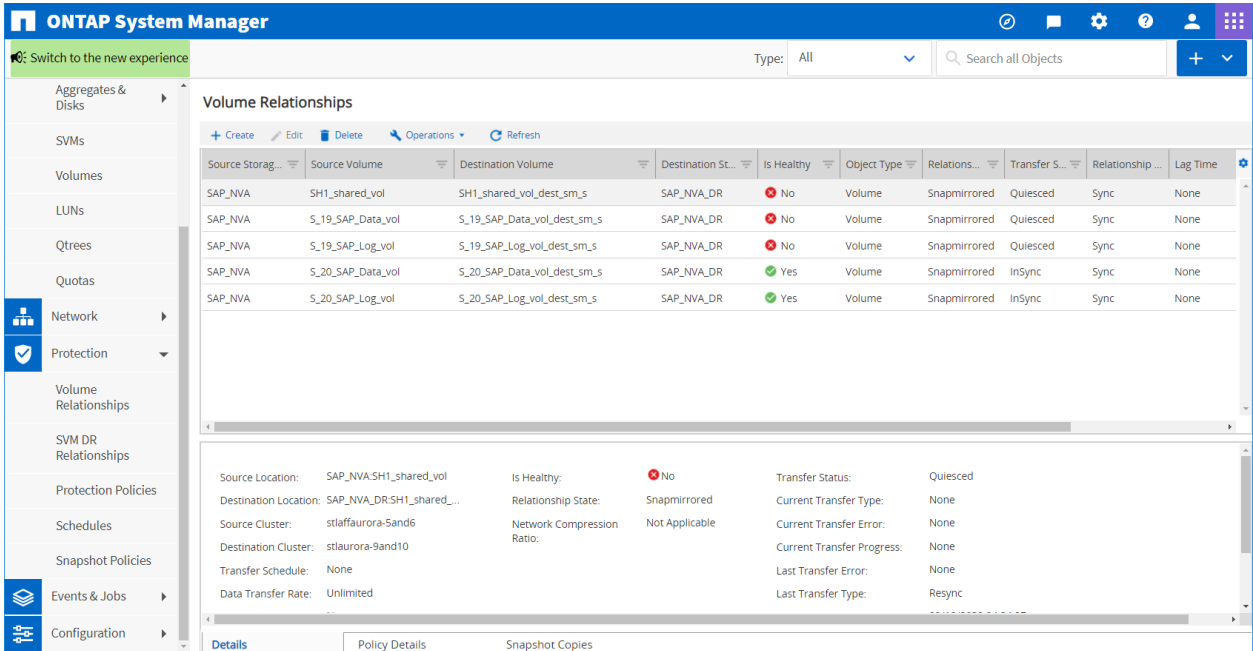 ONTAP System Manager
Switch to the new experience
Type: All
Search all Objects
Aggregates &
Disks
SVMs
Volumes
LUNs
Qtrees
Quotas
Network
Protection
Volume
Relationships
SVM DR
Relationships
Protection Policies
Schedules
Snapshot Policies
Events & Jobs
Configuration
Volume Relationships
Create Edit Delete Operations Refresh
Source Storag... Source Volume Destination Volume Destination St... Is Healthy Object Type Relations... Transfer S... Relationship ... Lag Time
SAP_NVA SH1_shared_vol SH1_shared_vol_dest_sm_s SAP_NVA_DR No Volume Snapmirrored Quiesced Sync None
SAP_NVA S_19_SAP_Data_vol S_19_SAP_Data_vol_dest_sm_s SAP_NVA_DR No Volume Snapmirrored Quiesced Sync None
SAP_NVA S_19_SAP_Log_vol S_19_SAP_Log_vol_dest_sm_s SAP_NVA_DR No Volume Snapmirrored Quiesced Sync None
SAP_NVA S_20_SAP_Data_vol S_20_SAP_Data_vol_dest_sm_s SAP_NVA_DR Yes Volume Snapmirrored InSync Sync None
SAP_NVA S_20_SAP_Log_vol S_20_SAP_Log_vol_dest_sm_s SAP_NVA_DR Yes Volume Snapmirrored InSync Sync None
Source Location: SAP_NVA:SH1_shared_vol
Destination Location: SAP_NVA_DR:SH1_shared_...
Source Cluster: stlaffaurora-5and6
Destination Cluster: stlaurora-9and10
Transfer Schedule: None
Data Transfer Rate: Unlimited
Is Healthy: No
Relationship State: Snapmirrored
Network Compression Not Applicable
Ratio:
Transfer Status: Quiesced
Current Transfer Type: None
Current Transfer Error: None
Current Transfer Progress: None
Last Transfer Error: None
Last Transfer Type: Resync
Details Policy Details Snapshot Copies